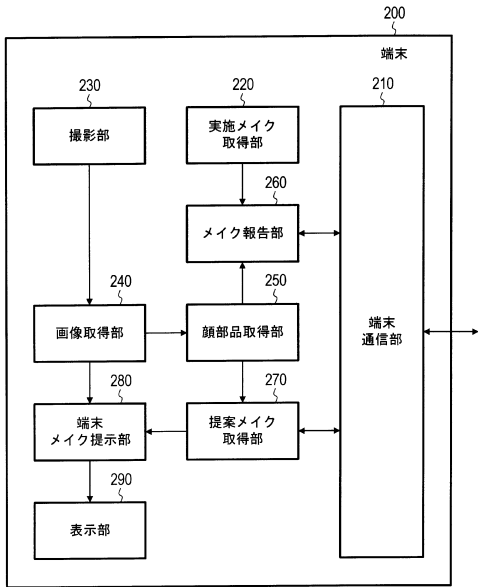 200
端末
230
撮影部
220
実施メイク
取得部
210
端末
通信部
260
メイク報告部
240
画像取得部
250
顔部品取得部
280
端末
メイク提示部
270
提案メイク
取得部
290
表示部